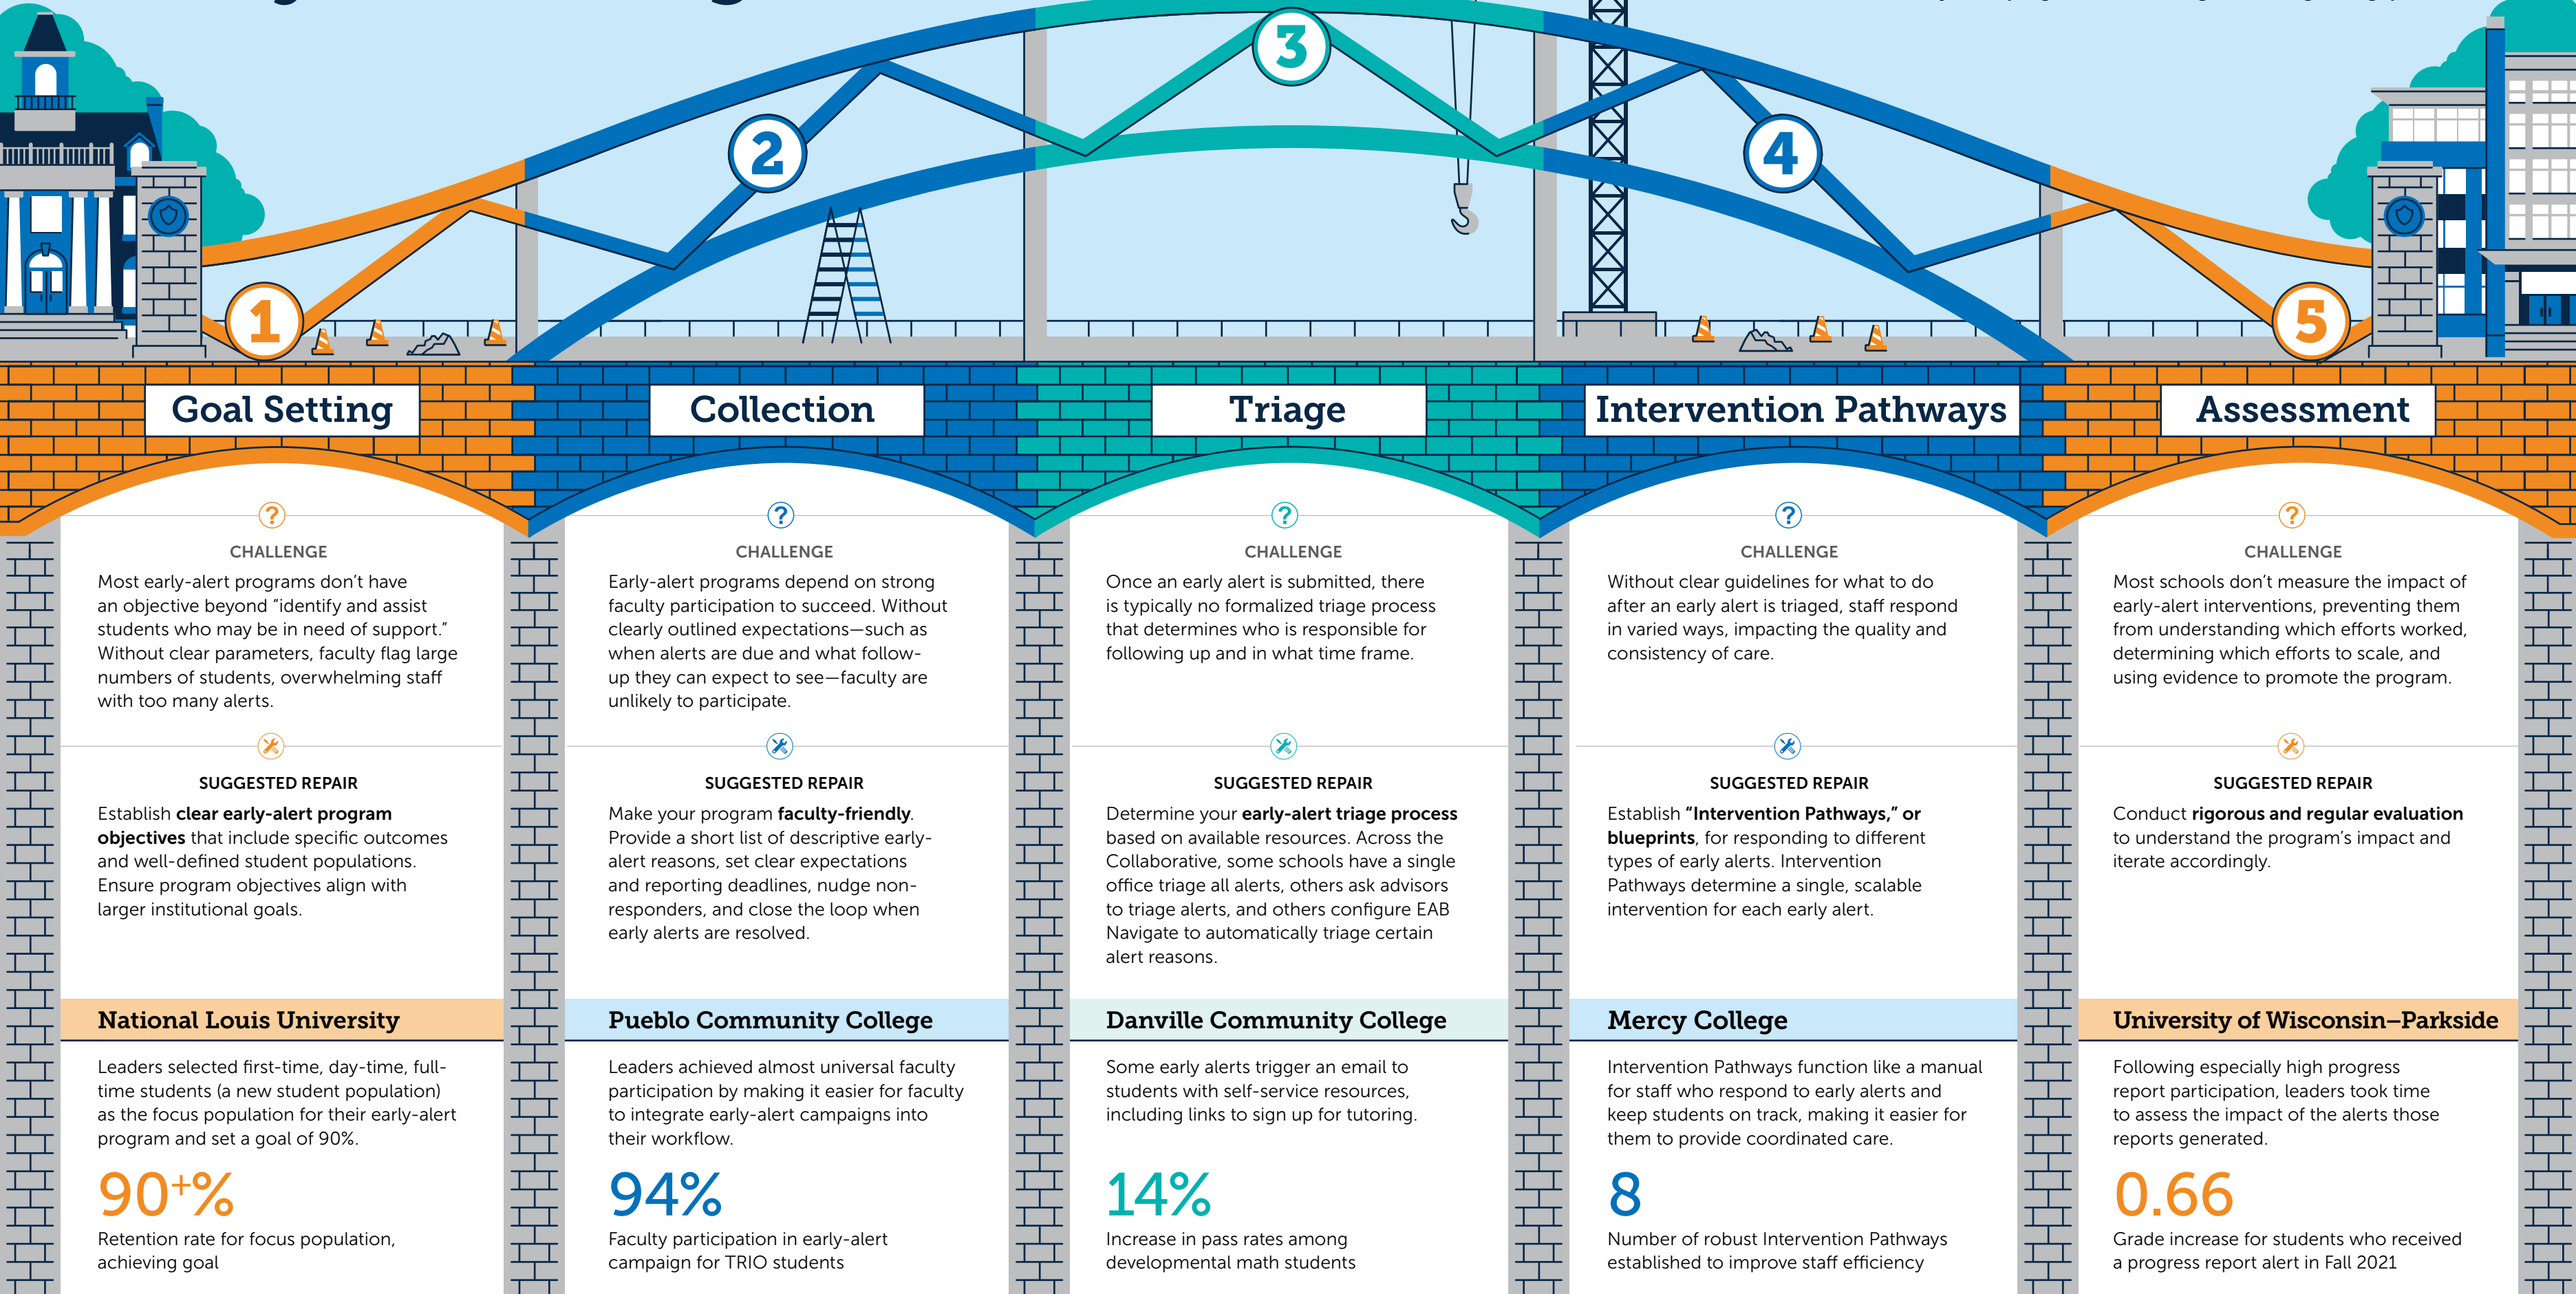 1
2
3
4
5
Goal Setting
CHALLENGE
Most early-alert programs don’t have
an objective beyond “identify and assist
students who may be in need of support.”
Without clear parameters, faculty flag large
numbers of students, overwhelming staff
with too many alerts.
SUGGESTED REPAIR
Establish clear early-alert program
objectives that include specific outcomes
and well-defined student populations.
Ensure program objectives align with
larger institutional goals.
National Louis University
Leaders selected first-time, day-time, full-
time students (a new student population)
as the focus population for their early-alert
program and set a goal of 90%.
90+%
Retention rate for focus population,
achieving goal
Collection
CHALLENGE
Early-alert programs depend on strong
faculty participation to succeed. Without
clearly outlined expectations—such as
when alerts are due and what follow-
up they can expect to see—faculty are
unlikely to participate.
SUGGESTED REPAIR
Make your program faculty-friendly.
Provide a short list of descriptive early-
alert reasons, set clear expectations
and reporting deadlines, nudge non-
responders, and close the loop when
early alerts are resolved.
Pueblo Community College
Leaders achieved almost universal faculty
participation by making it easier for faculty
to integrate early-alert campaigns into
their workflow.
94%
Faculty participation in early-alert
campaign for TRIO students
Triage
CHALLENGE
Once an early alert is submitted, there
is typically no formalized triage process
that determines who is responsible for
following up and in what time frame.
SUGGESTED REPAIR
Determine your early-alert triage process
based on available resources. Across the
Collaborative, some schools have a single
office triage all alerts, others ask advisors
to triage alerts, and others configure EAB
Navigate to automatically triage certain
alert reasons.
Danville Community College
Some early alerts trigger an email to
students with self-service resources,
including links to sign up for tutoring.
14%
Increase in pass rates among
developmental math students
Intervention Pathways
CHALLENGE
Without clear guidelines for what to do
after an early alert is triaged, staff respond
in varied ways, impacting the quality and
consistency of care.
SUGGESTED REPAIR
Establish “Intervention Pathways,” or
blueprints, for responding to different
types of early alerts. Intervention
Pathways determine a single, scalable
intervention for each early alert.
Mercy College
Intervention Pathways function like a manual
for staff who respond to early alerts and
keep students on track, making it easier for
them to provide coordinated care.
8
Number of robust Intervention Pathways
established to improve staff efficiency
Assessment
CHALLENGE
Most schools don’t measure the impact of
early-alert interventions, preventing them
from understanding which efforts worked,
determining which efforts to scale, and
using evidence to promote the program.
SUGGESTED REPAIR
Conduct rigorous and regular evaluation
to understand the program’s impact and
iterate accordingly.
University of Wisconsin–Parkside
Following especially high progress
report participation, leaders took time
to assess the impact of the alerts those
reports generated.
0.66
Grade increase for students who received
a progress report alert in Fall 2021